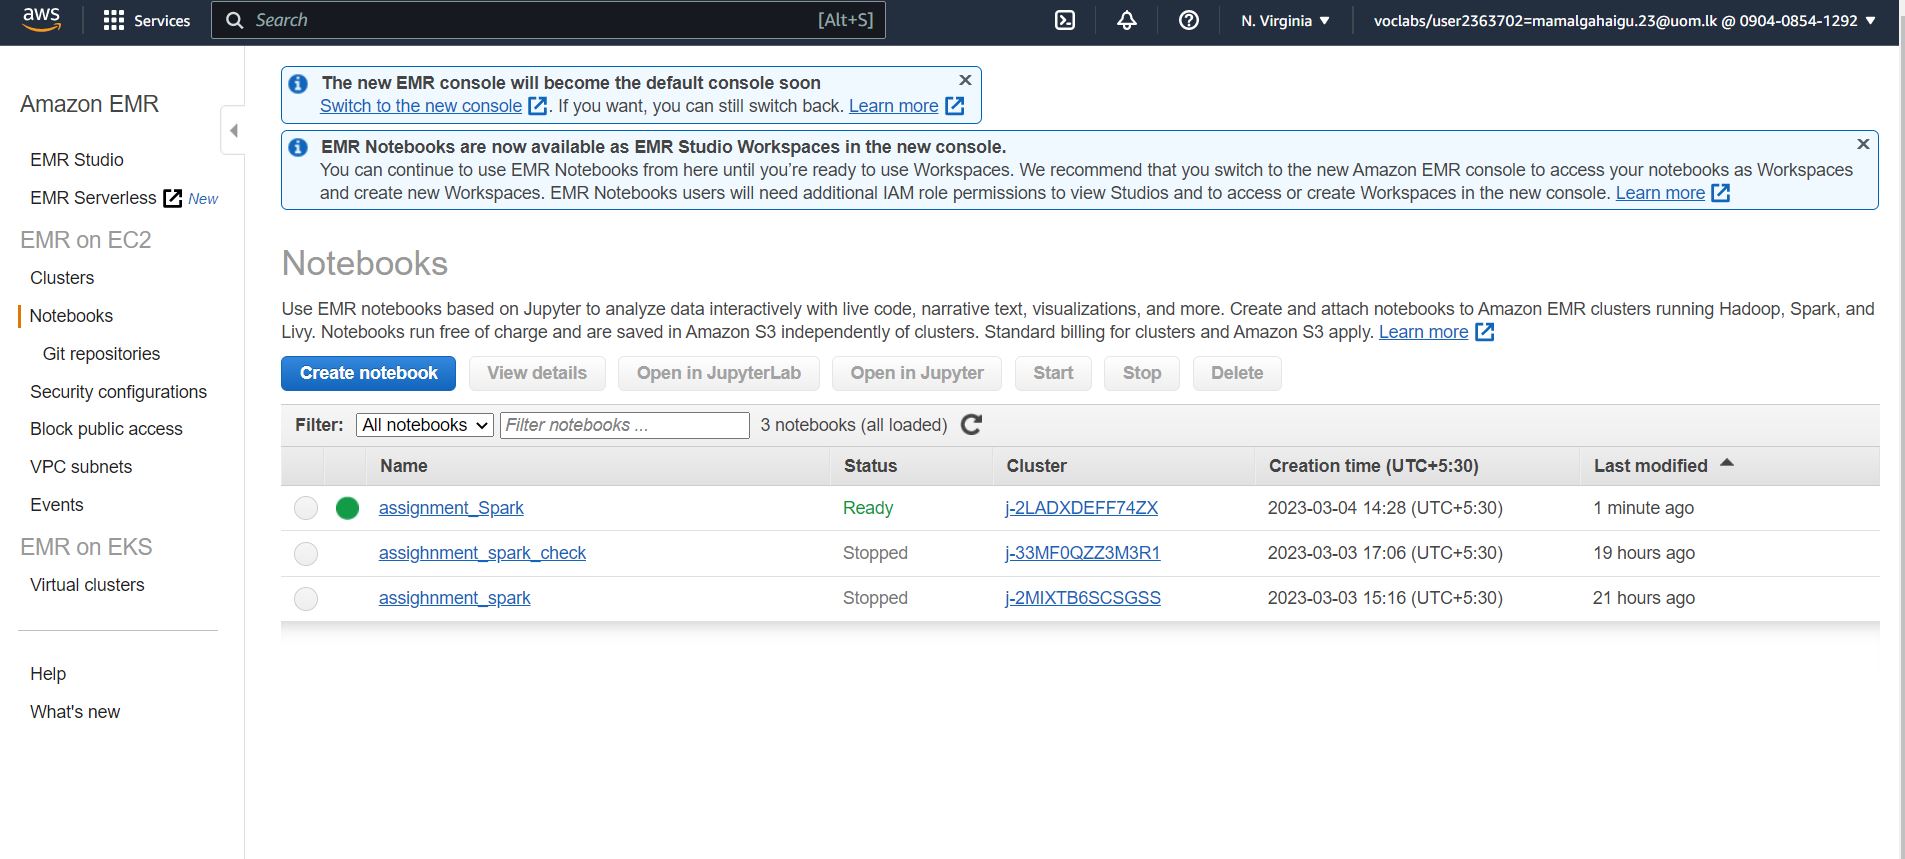 aws
Services
Search
[Alt+S]
N. Virginia
voclabs/user2363702=mamalgahaigu.23@uom.lk @ 0904-0854-1292
Amazon EMR
EMR Studio
EMR Serverless New
EMR on EC2
Clusters
Notebooks
Git repositories
Security configurations
Block public access
VPC subnets
Events
EMR on EKS
Virtual clusters
Help
What's new
The new EMR console will become the default console soon
Switch to the new console . If you want, you can still switch back. Learn more
EMR Notebooks are now available as EMR Studio Workspaces in the new console.
You can continue to use EMR Notebooks from here until you’re ready to use Workspaces. We recommend that you switch to the new Amazon EMR console to access your notebooks as Workspaces
and create new Workspaces. EMR Notebooks users will need additional IAM role permissions to view Studios and to access or create Workspaces in the new console. Learn more
Notebooks
Use EMR notebooks based on Jupyter to analyze data interactively with live code, narrative text, visualizations, and more. Create and attach notebooks to Amazon EMR clusters running Hadoop, Spark, and
Livy. Notebooks run free of charge and are saved in Amazon S3 independently of clusters. Standard billing for clusters and Amazon S3 apply. Learn more
Create notebook View details Open in JupyterLab Open in Jupyter Start Stop Delete
Filter: All notebooks Filter notebooks ... 3 notebooks (all loaded)
Name Status Cluster Creation time (UTC+5:30) Last modified
assignment_Spark Ready j-2LADXDEFF74ZX 2023-03-04 14:28 (UTC+5:30) 1 minute ago
assighnment_spark_check Stopped j-33MF0QZZ3M3R1 2023-03-03 17:06 (UTC+5:30) 19 hours ago
assighnment_spark Stopped j-2MIXTB6SCSGSS 2023-03-03 15:16 (UTC+5:30) 21 hours ago